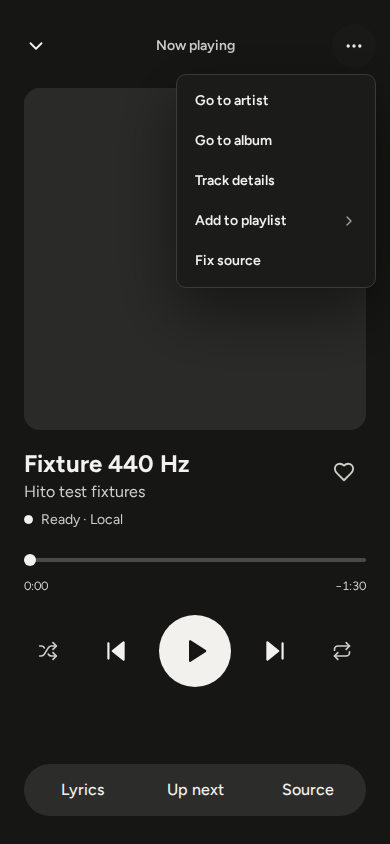 Now playing
Go to artist
Go to album
Track details
Add to playlist
Fix source
Fixture 440 Hz
Hito test fixtures
Ready · Local
0:00
−1:30
Lyrics
Up next
Source